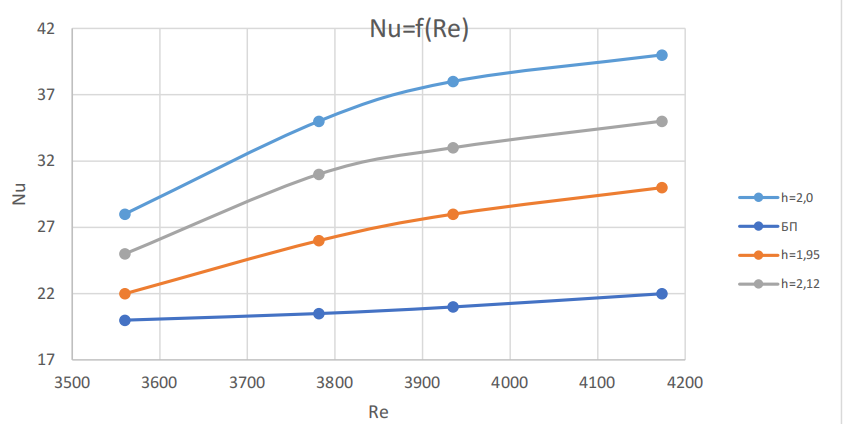 Nu=f(Re)
42
37
32
27
22
17
Nu
3500 3600 3700 3800 3900 4000 4100 4200
Re
h=2,0
БП
h=1,95
h=2,12